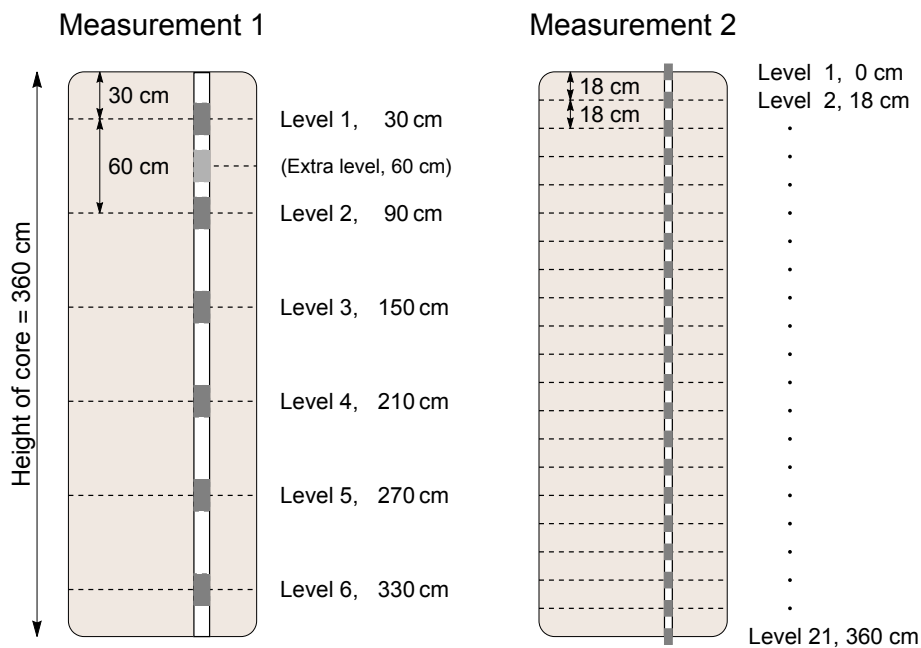 Measurement 1
Height of core = 360 cm
30 cm
60 cm
Level 1, 30 cm
(Extra level, 60 cm)
Level 2, 90 cm
Level 3, 150 cm
Level 4, 210 cm
Level 5, 270 cm
Level 6, 330 cm
Measurement 2
18 cm
18 cm
Level 1, 0 cm
Level 2, 18 cm
Level 21, 360 cm